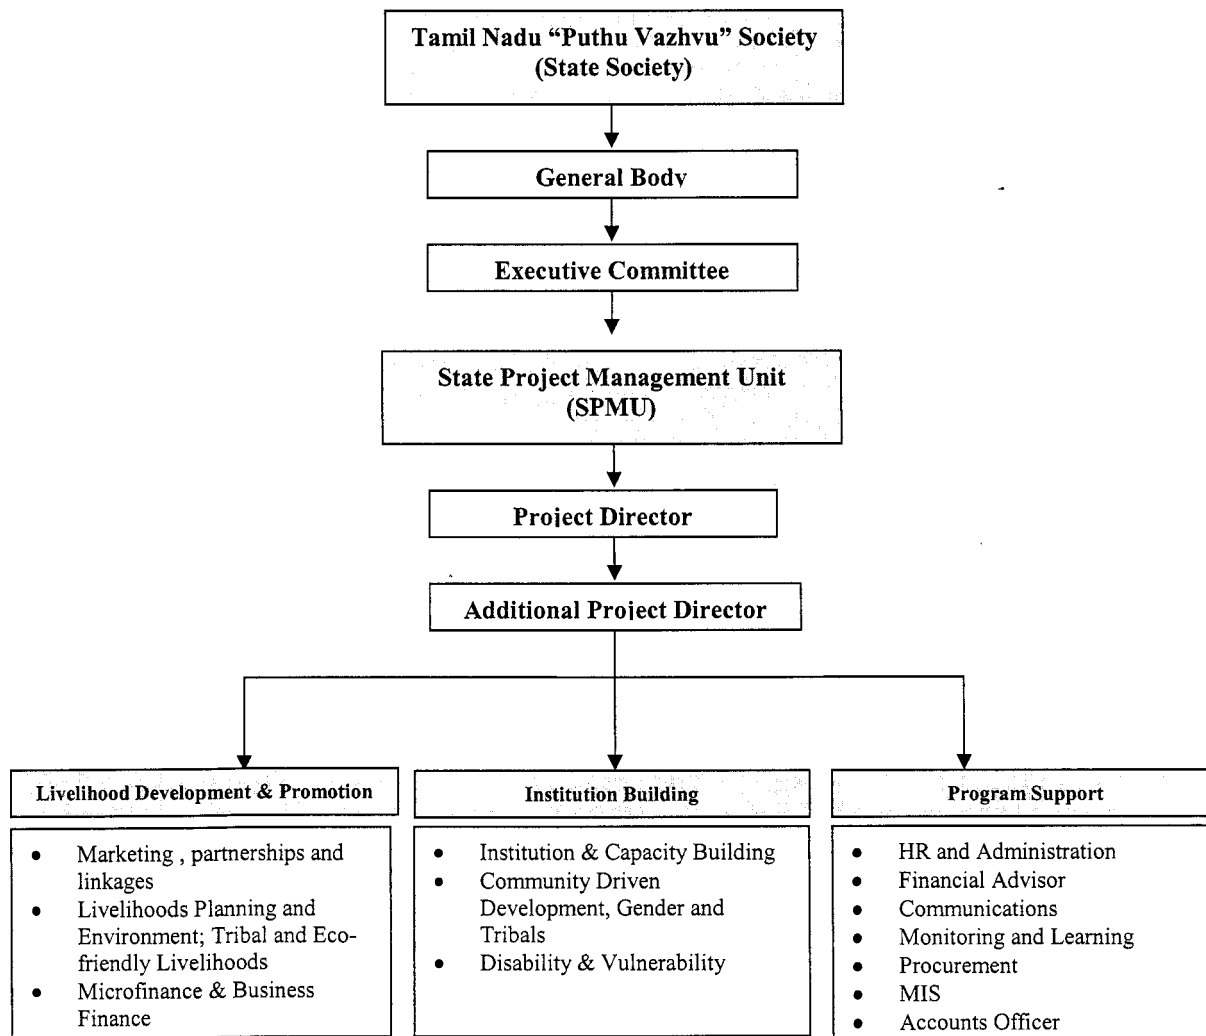 Tamil Nadu “Puthu Vazhvu” Society
(State Society)
General Body
Executive Committee
State Project Management Unit
(SPMU)
Project Director
Additional Project Director
Livelihood Development & Promotion
• Marketing , partnerships and
linkages
• Livelihoods Planning and
Environment; Tribal and Eco-
friendly Livelihoods
• Microfinance & Business
Finance
Institution Building
• Institution & Capacity Building
• Community Driven
Development, Gender and
Tribals
• Disability & Vulnerability
Program Support
• HR and Administration
• Financial Advisor
• Communications
• Monitoring and Learning
• Procurement
• MIS
• Accounts Officer